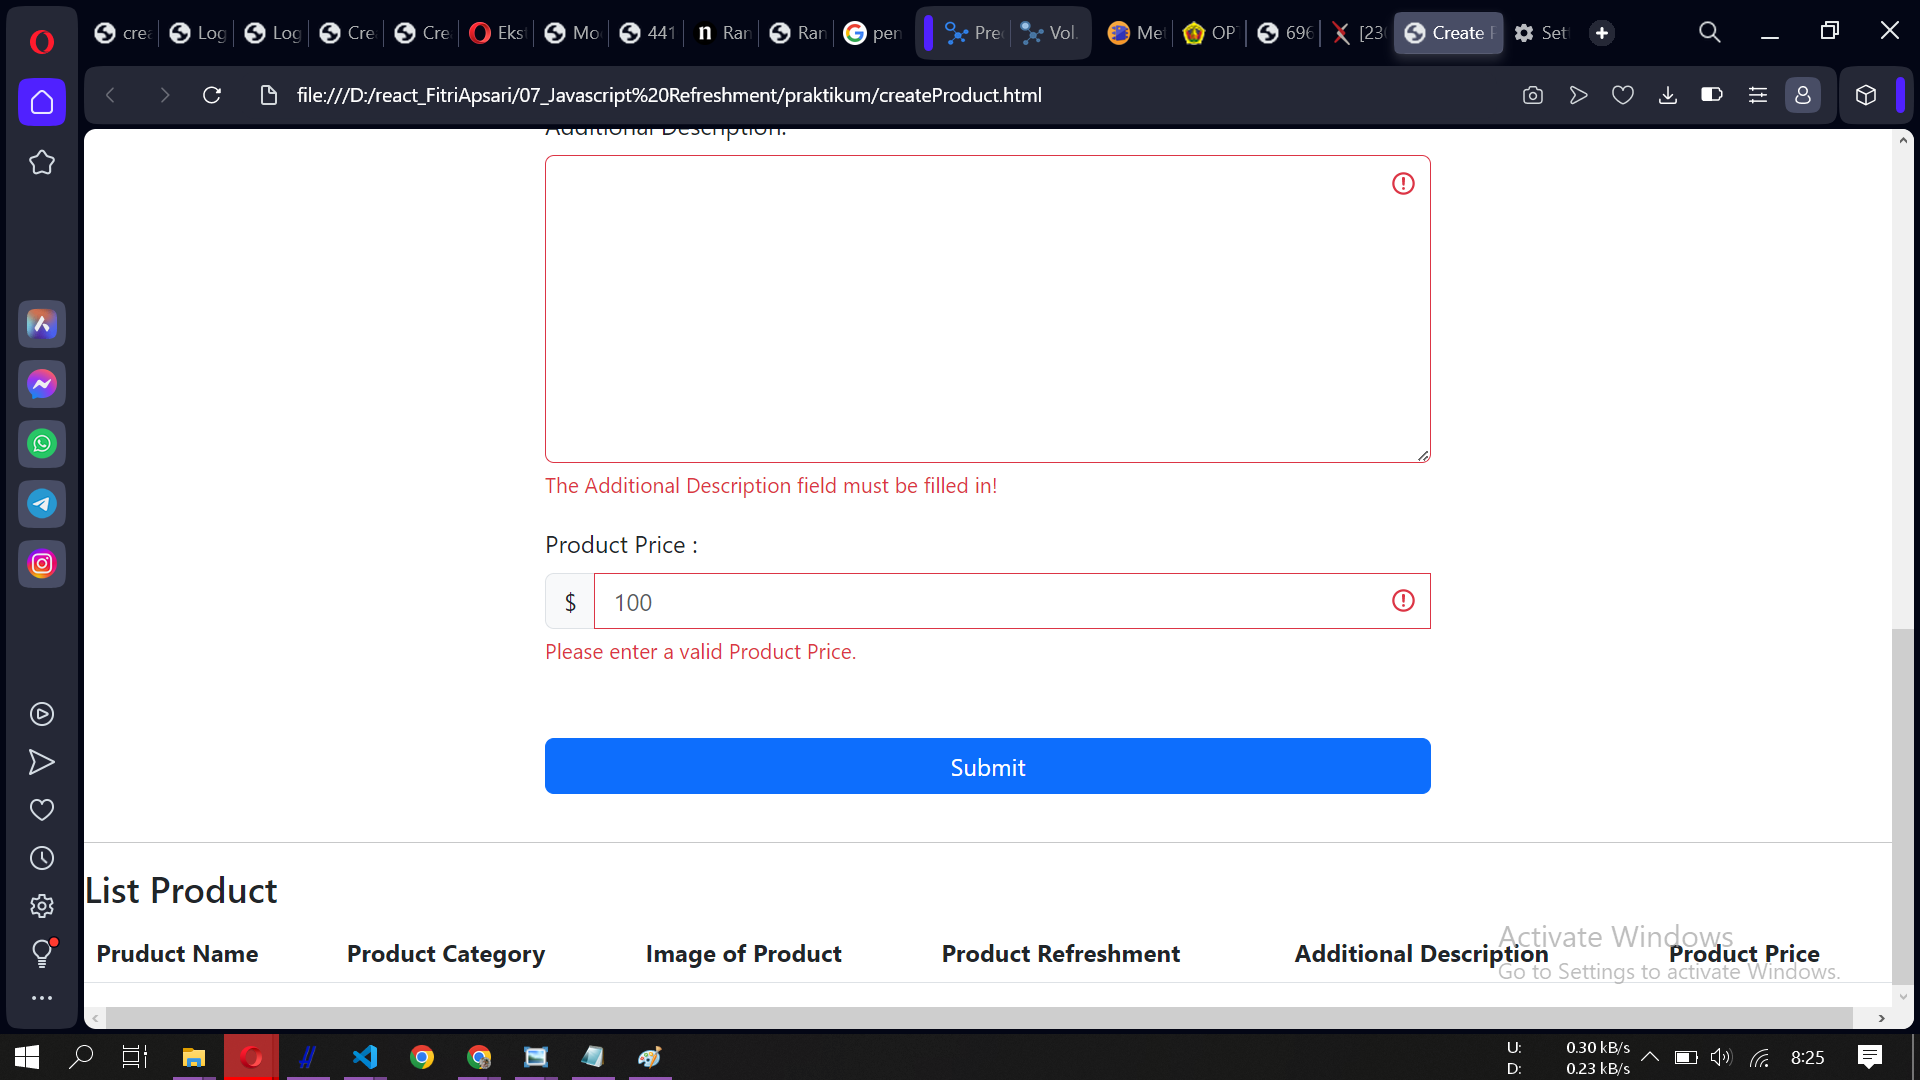 crea
Log
Log
Cre
Cre
Eks
Mo
441
Ran
Ran
pen
Pre
Vol.
Met
OP
696
[23
Create P
Set
file:///D:/react_FitriApsari/07_Javascript%20Refreshment/praktikum/createProduct.html
Additional Description:
The Additional Description field must be filled in!
Product Price :
$ 100
Please enter a valid Product Price.
Submit
List Product
Pruduct Name Product Category Image of Product Product Refreshment Additional Description Product Price
Activate Windows
Go to Settings to activate Windows.
U: 0.30 kB/s
D: 0.23 kB/s
8:25